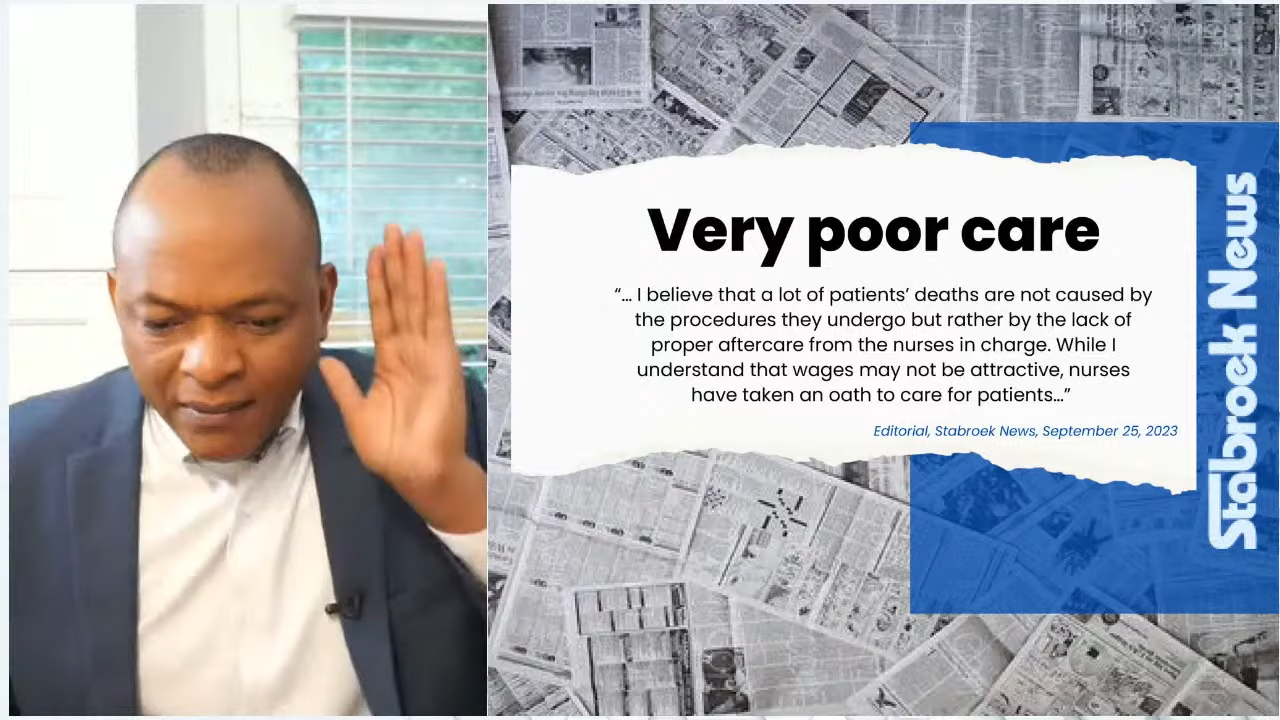 Very poor care
“... I believe that a lot of patients’ deaths are not caused by
the procedures they undergo but rather by the lack of
proper aftercare from the nurses in charge. While I
understand that wages may not be attractive, nurses
have taken an oath to care for patients...”
Editorial, Stabroek News, September 25, 2023
Stabroek News